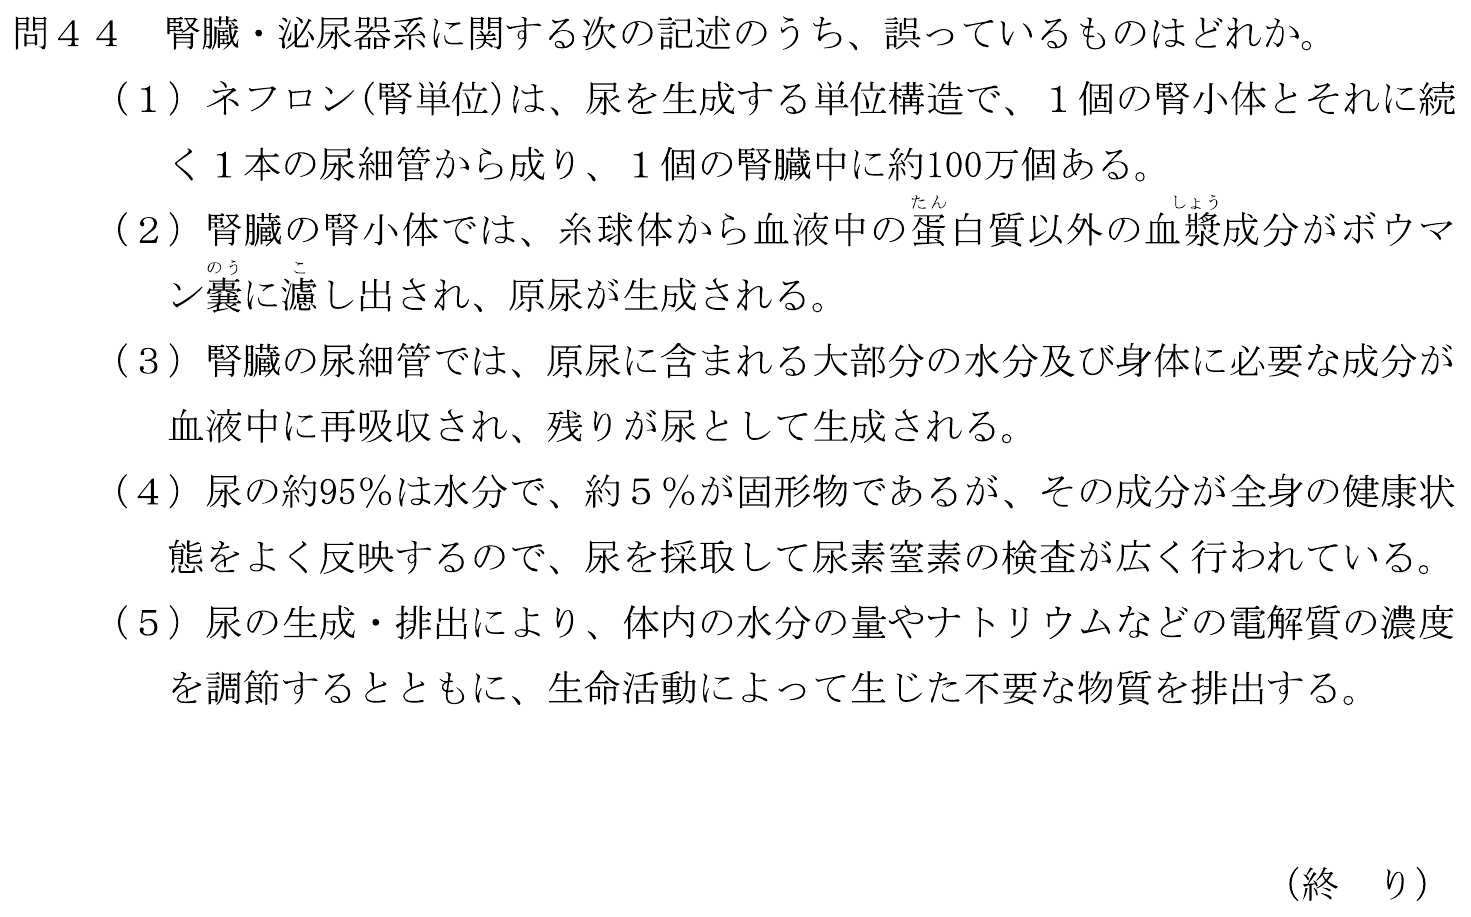 問４４　腎臓・泌尿器系に関する次の記述のうち、誤っているものはどれか。
（１）ネフロン(腎単位)は、尿を生成する単位構造で、１個の腎小体とそれに続
く１本の尿細管から成り、１個の腎臓中に約100万個ある。
たん　しょう
（２）腎臓の腎小体では、糸球体から血液中の蛋白質以外の血漿成分がボウマ
のう　こ
ン嚢に濾し出され、原尿が生成される。
（３）腎臓の尿細管では、原尿に含まれる大部分の水分及び身体に必要な成分が
血液中に再吸収され、残りが尿として生成される。
（４）尿の約95％は水分で、約５％が固形物であるが、その成分が全身の健康状
態をよく反映するので、尿を採取して尿素窒素の検査が広く行われている。
（５）尿の生成・排出により、体内の水分の量やナトリウムなどの電解質の濃度
を調節するとともに、生命活動によって生じた不要な物質を排出する。
（終　り）